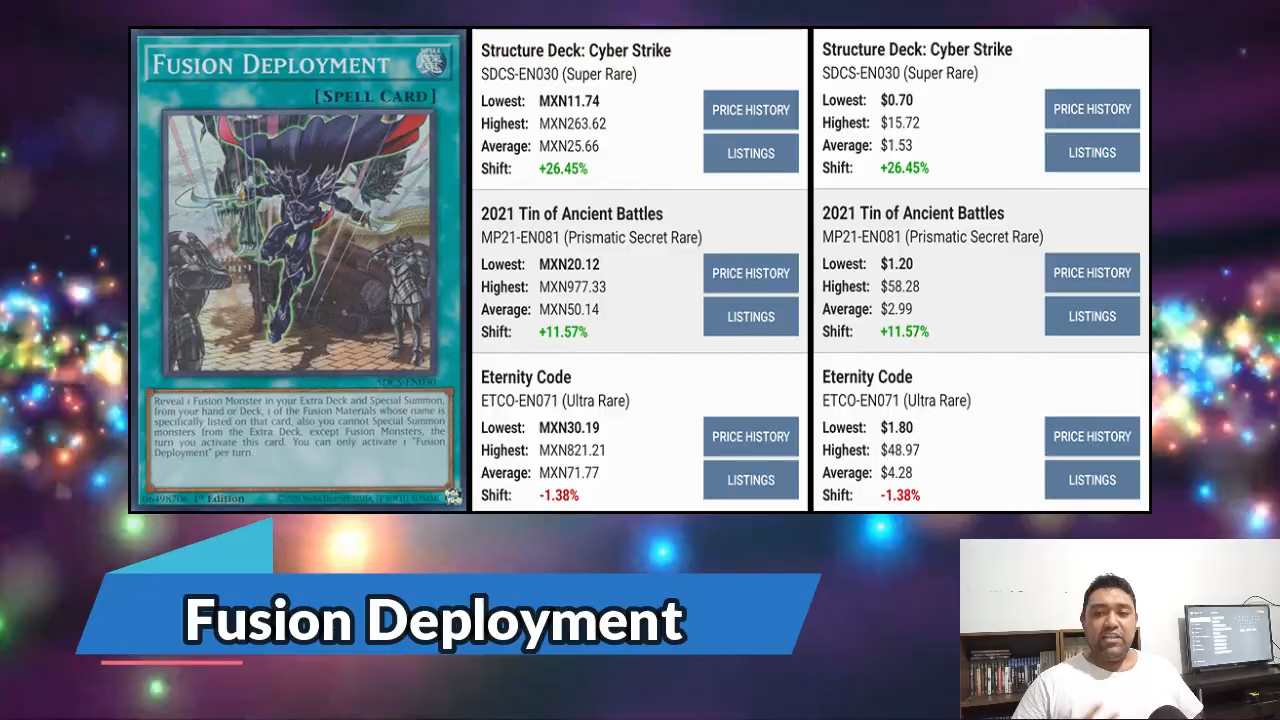 FUSION DEPLOYMENT
[SPELL CARD]
SDCS-EN030
Reveal 1 Fusion Monster in your Extra Deck and Special Summon,
from your hand or Deck, 1 of the Fusion Materials whose name is
specifically listed on that card, also you cannot Special Summon
monsters from the Extra Deck, except Fusion Monsters, the
turn you activate this card. You can only activate 1 "Fusion
Deployment" per turn.
06498706 1st Edition
Structure Deck: Cyber Strike
SDCS-EN030 (Super Rare)
Lowest: MXN11.74
Highest: MXN263.62
Average: MXN25.66
Shift: +26.45%
PRICE HISTORY
LISTINGS
2021 Tin of Ancient Battles
MP21-EN081 (Prismatic Secret Rare)
Lowest: MXN20.12
Highest: MXN977.33
Average: MXN50.14
Shift: +11.57%
PRICE HISTORY
LISTINGS
Eternity Code
ETCO-EN071 (Ultra Rare)
Lowest: MXN30.19
Highest: MXN821.21
Average: MXN71.77
Shift: -1.38%
PRICE HISTORY
LISTINGS
Structure Deck: Cyber Strike
SDCS-EN030 (Super Rare)
Lowest: $0.70
Highest: $15.72
Average: $1.53
Shift: +26.45%
PRICE HISTORY
LISTINGS
2021 Tin of Ancient Battles
MP21-EN081 (Prismatic Secret Rare)
Lowest: $1.20
Highest: $58.28
Average: $2.99
Shift: +11.57%
PRICE HISTORY
LISTINGS
Eternity Code
ETCO-EN071 (Ultra Rare)
Lowest: $1.80
Highest: $48.97
Average: $4.28
Shift: -1.38%
PRICE HISTORY
LISTINGS
Fusion Deployment